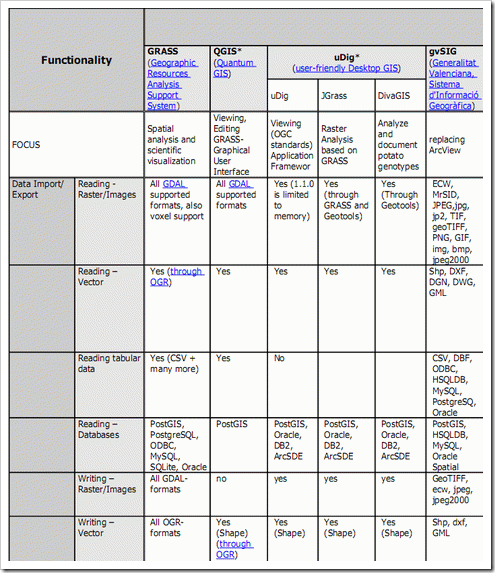 Functionality
GRASS
(Geographic
Resources
Analysis
Support
System)
QGIS*
(Quantum
GIS)
uDig*
(user-friendly Desktop GIS)
gvSIG
(Generalitat
Valenciana,
Sistema
d'Informació
Geogràfica)
uDig
JGrass
DivaGIS
FOCUS
Spatial
analysis and
scientific
visualization
Viewing,
Editing
GRASS-
Graphical
User
Interface
Viewing
(OGC
standards)
Application
Framewor
Raster
Analysis
based on
GRASS
Analyze
and
document
potato
genotypes
replacing
ArcView
Data Import/
Export
Reading -
Raster/Images
All GDAL
supported
formats, also
voxel support
All GDAL
supported
formats
Yes (1.1.0
is limited
to
memory)
Yes
(through
GRASS and
Geotools)
Yes
(Through
Geotools)
ECW,
MrSID,
JPEG,jpg,
jp2, TIF,
geoTIFF,
PNG, GIF,
img, bmp,
jpeg2000
Reading –
Vector
Yes (through
OGR)
Yes
Yes
Yes
Yes
Shp, DXF,
DGN, DWG,
GML
Reading tabular
data
Yes (CSV +
many more)
Yes
No
CSV, DBF,
ODBC,
HSQLDB,
MySQL,
PostgreSQ,
Oracle
Reading –
Databases
PostGIS,
PostgreSQL,
ODBC,
MySQL,
SQLite, Oracle
PostGIS
PostGIS,
Oracle,
DB2,
ArcSDE
PostGIS,
Oracle,
DB2,
ArcSDE
PostGIS,
Oracle,
DB2,
ArcSDE
PostGIS,
HSQLDB,
MySQL,
Oracle
Spatial
Writing –
Raster/Images
All GDAL-
formats
no
yes
yes
yes
GeoTIFF,
ecw, jpeg,
jpeg2000
Writing –
Vector
All OGR-
formats
Yes
(Shape)
(through
OGR)
Yes
(Shape)
Yes
(Shape)
Yes
(Shape)
Shp, dxf,
GML